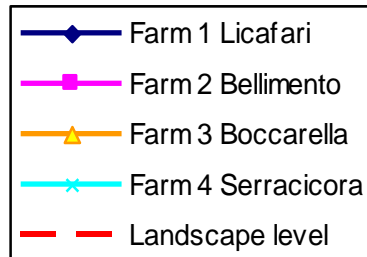 Farm 1 Licafari
Farm 2 Bellimento
Farm 3 Boccarella
Farm 4 Serracicora
Landscape level